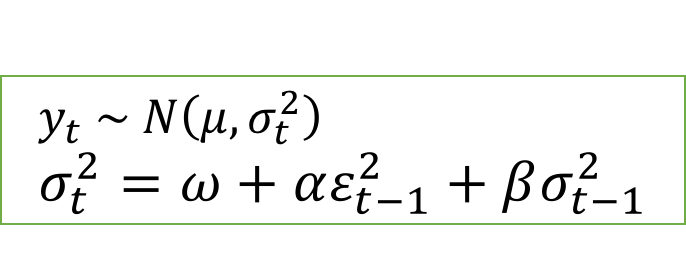 y_t ~ N(μ, σ_t^2)
σ_t^2 = ω + αε_{t−1}^2 + βσ_{t−1}^2